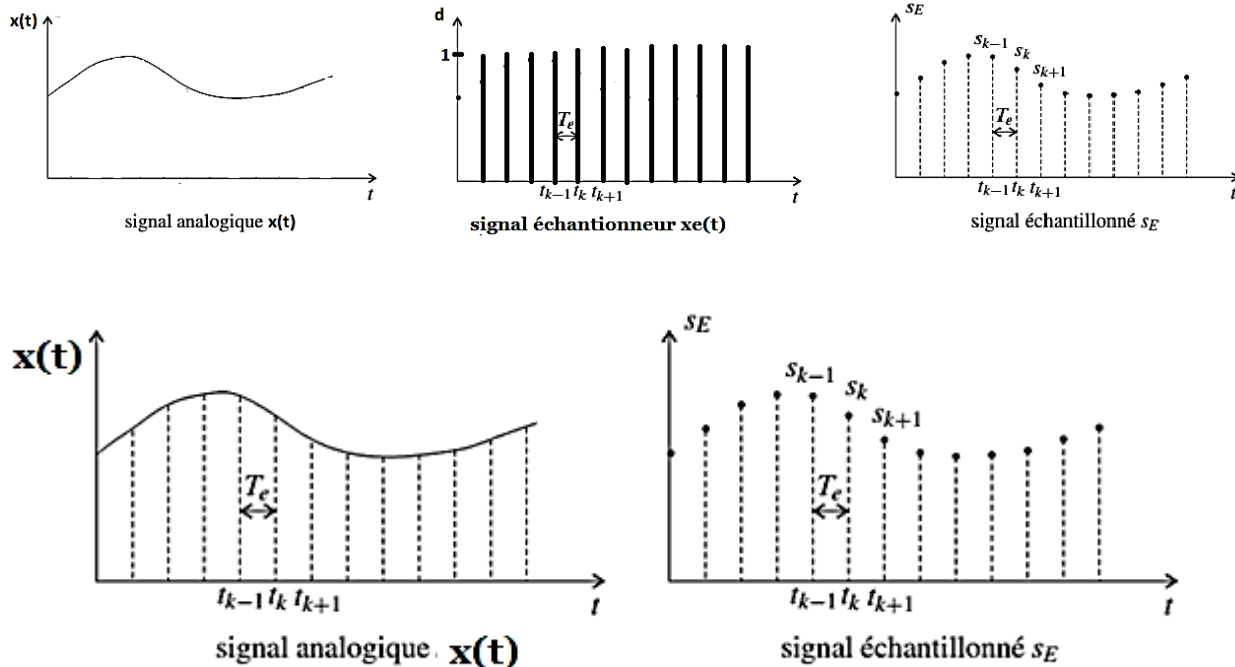 x(t)
t
signal analogique x(t)
d
1
T_e
t_{k-1} t_k t_{k+1}
t
signal échantionneur xe(t)
s_E
s_{k-1}
s_k
s_{k+1}
T_e
t_{k-1} t_k t_{k+1}
t
signal échantillonné s_E
x(t)
T_e
t_{k-1} t_k t_{k+1}
t
signal analogique. x(t)
s_E
s_{k-1}
s_k
s_{k+1}
T_e
t_{k-1} t_k t_{k+1}
t
signal échantillonné s_E